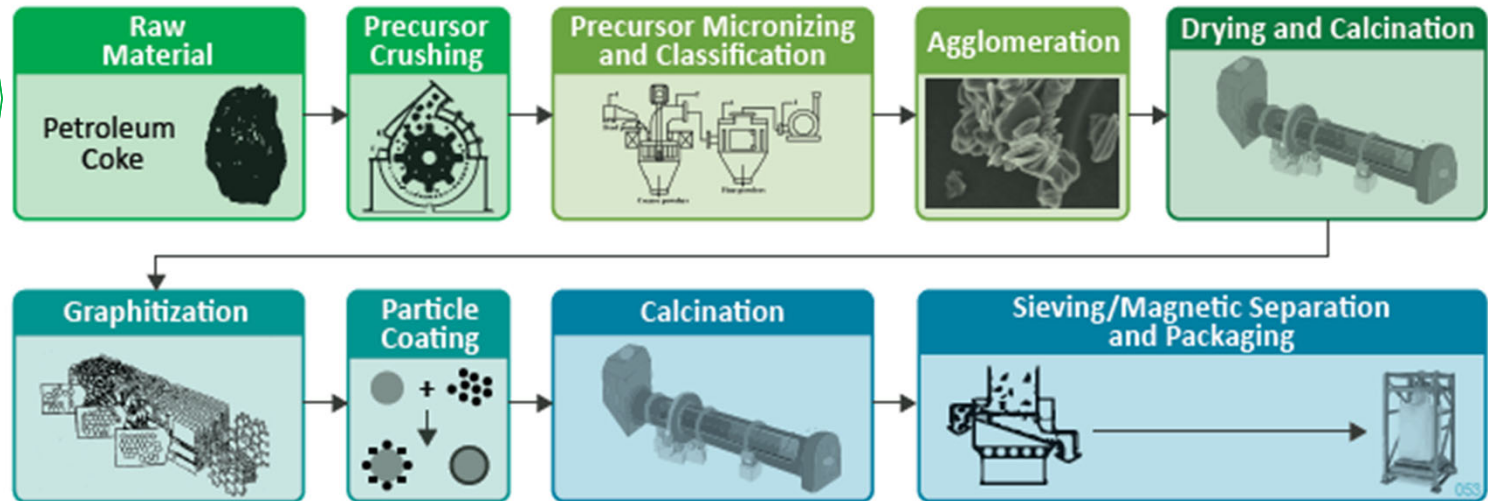 Raw
Material
Petroleum
Coke
Precursor
Crushing
Precursor Micronizing
and Classification
Agglomeration
Drying and Calcination
Graphitization
Particle
Coating
+
Calcination
Sieving/Magnetic Separation
and Packaging
053